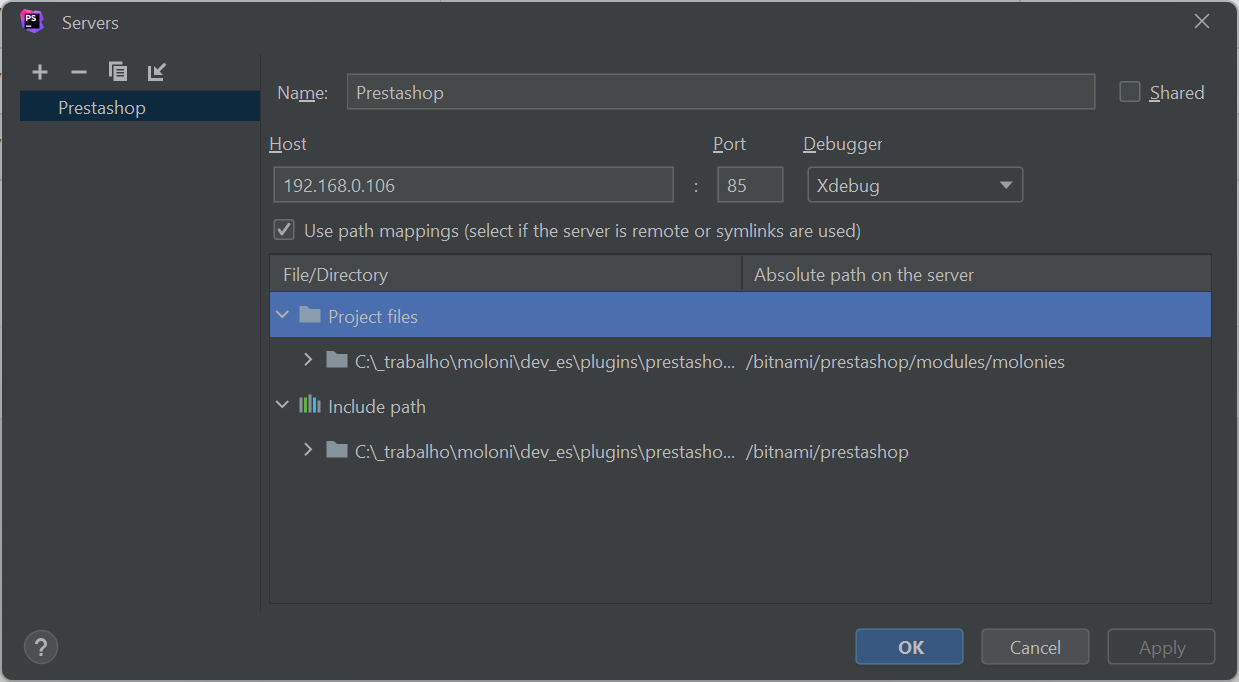 PS
Servers
Prestashop
Name: Prestashop Shared
Host Port Debugger
192.168.0.106 : 85 Xdebug
Use path mappings (select if the server is remote or symlinks are used)
File/Directory Absolute path on the server
Project files
C:\_trabalho\moloni\dev_es\plugins\prestasho... /bitnami/prestashop/modules/molonies
Include path
C:\_trabalho\moloni\dev_es\plugins\prestasho... /bitnami/prestashop
? OK Cancel Apply